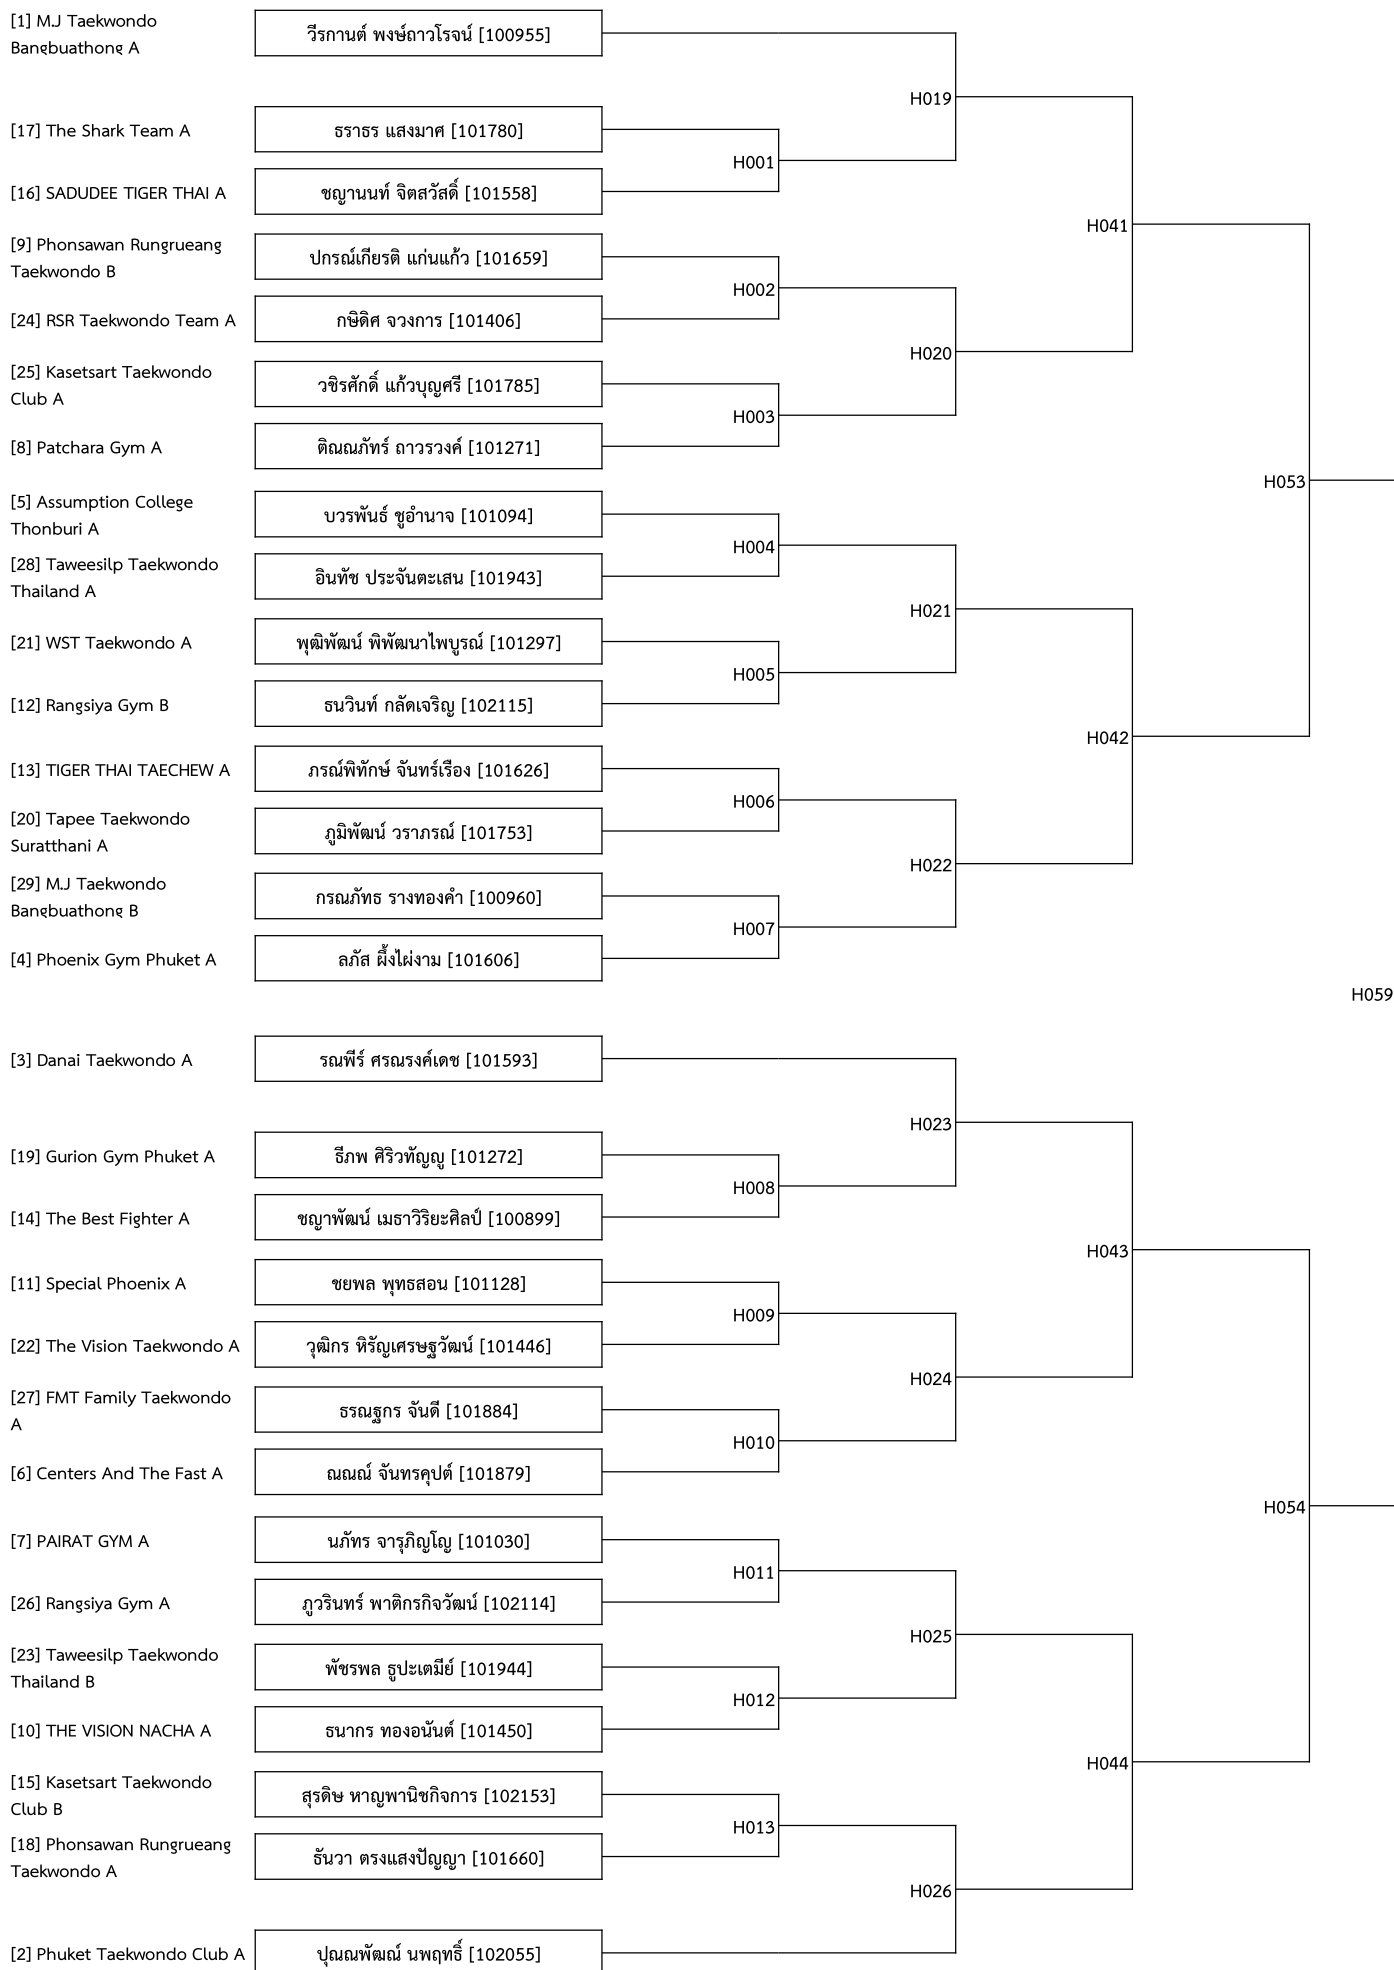 [1] M.J Taekwondo
Bangbuathong A
วีรกานต์ พงษ์ถาวโรจน์ [100955]
H019
[17] The Shark Team A
ธราธร แสงมาศ [101780]
H001
[16] SADUDEE TIGER THAI A
ชญานนท์ จิตสวัสดิ์ [101558]
H041
[9] Phonsawan Rungrueang
Taekwondo B
ปกรณ์เกียรติ แก่นแก้ว [101659]
H002
[24] RSR Taekwondo Team A
กษิดิศ จวงการ [101406]
H020
[25] Kasetsart Taekwondo
Club A
วชิรศักดิ์ แก้วบุญศรี [101785]
H003
[8] Patchara Gym A
ติณณภัทร์ ถาวรวงค์ [101271]
H053
[5] Assumption College
Thonburi A
บวรพันธ์ ชูอำนาจ [101094]
H004
[28] Taweesilp Taekwondo
Thailand A
อินทัช ประจันตะเสน [101943]
H021
[21] WST Taekwondo A
พุฒิพัฒน์ พิพัฒนาไพบูรณ์ [101297]
H005
[12] Rangsiya Gym B
ธนวินท์ กลัดเจริญ [102115]
H042
[13] TIGER THAI TAECHEW A
ภรณ์พิทักษ์ จันทร์เรือง [101626]
H006
[20] Tapee Taekwondo
Suratthani A
ภูมิพัฒน์ วราภรณ์ [101753]
H022
[29] M.J Taekwondo
Bangbuathong B
กรณภัทธ รางทองคำ [100960]
H007
[4] Phoenix Gym Phuket A
ลภัส ผึ้งไผ่งาม [101606]
H059
[3] Danai Taekwondo A
รณพีร์ ศรณรงค์เดช [101593]
H023
[19] Gurion Gym Phuket A
ธีภพ ศิริวทัญญู [101272]
H008
[14] The Best Fighter A
ชญาพัฒน์ เมธาวิริยะศิลป์ [100899]
H043
[11] Special Phoenix A
ชยพล พุทธสอน [101128]
H009
[22] The Vision Taekwondo A
วุฒิกร หิรัญเศรษฐวัฒน์ [101446]
H024
[27] FMT Family Taekwondo
A
ธรณฐกร จันดี [101884]
H010
[6] Centers And The Fast A
ณณณ์ จันทรคุปต์ [101879]
H054
[7] PAIRAT GYM A
นภัทร จารุภิญโญ [101030]
H011
[26] Rangsiya Gym A
ภูวรินทร์ พาติกรกิจวัฒน์ [102114]
H025
[23] Taweesilp Taekwondo
Thailand B
พัชรพล ธูปะเตมีย์ [101944]
H012
[10] THE VISION NACHA A
ธนากร ทองอนันต์ [101450]
H044
[15] Kasetsart Taekwondo
Club B
สุรดิษ หาญพานิชกิจการ [102153]
H013
[18] Phonsawan Rungrueang
Taekwondo A
ธันวา ตรงแสงปัญญา [101660]
H026
[2] Phuket Taekwondo Club A
ปุณณพัฒณ์ นพฤทธิ์ [102055]